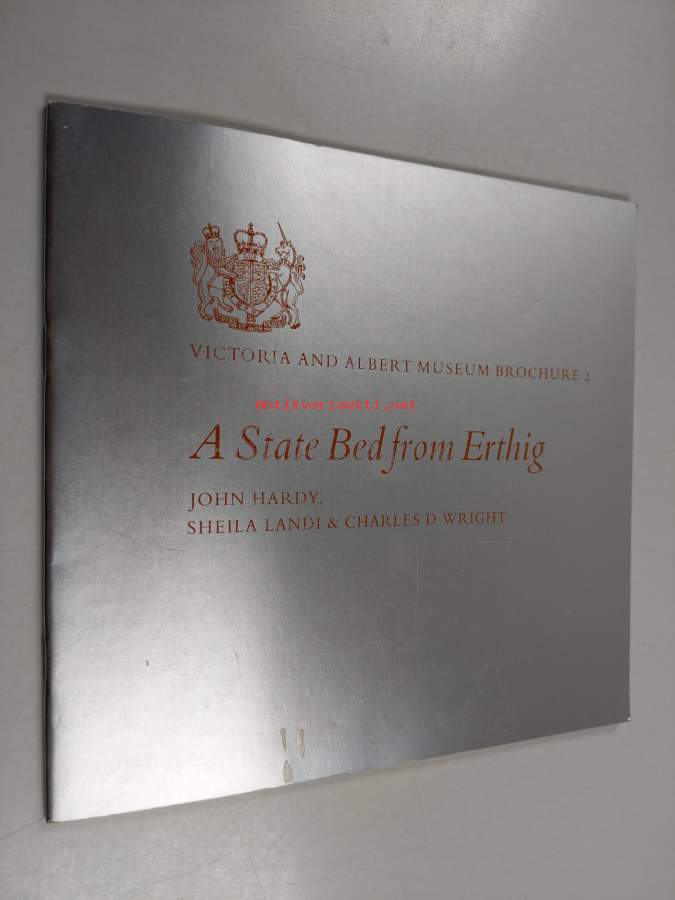 VICTORIA AND ALBERT MUSEUM BROCHURE 2
Antikvariaatti.net
A State Bed from Erthig
JOHN HARDY,
SHEILA LANDI & CHARLES D WRIGHT